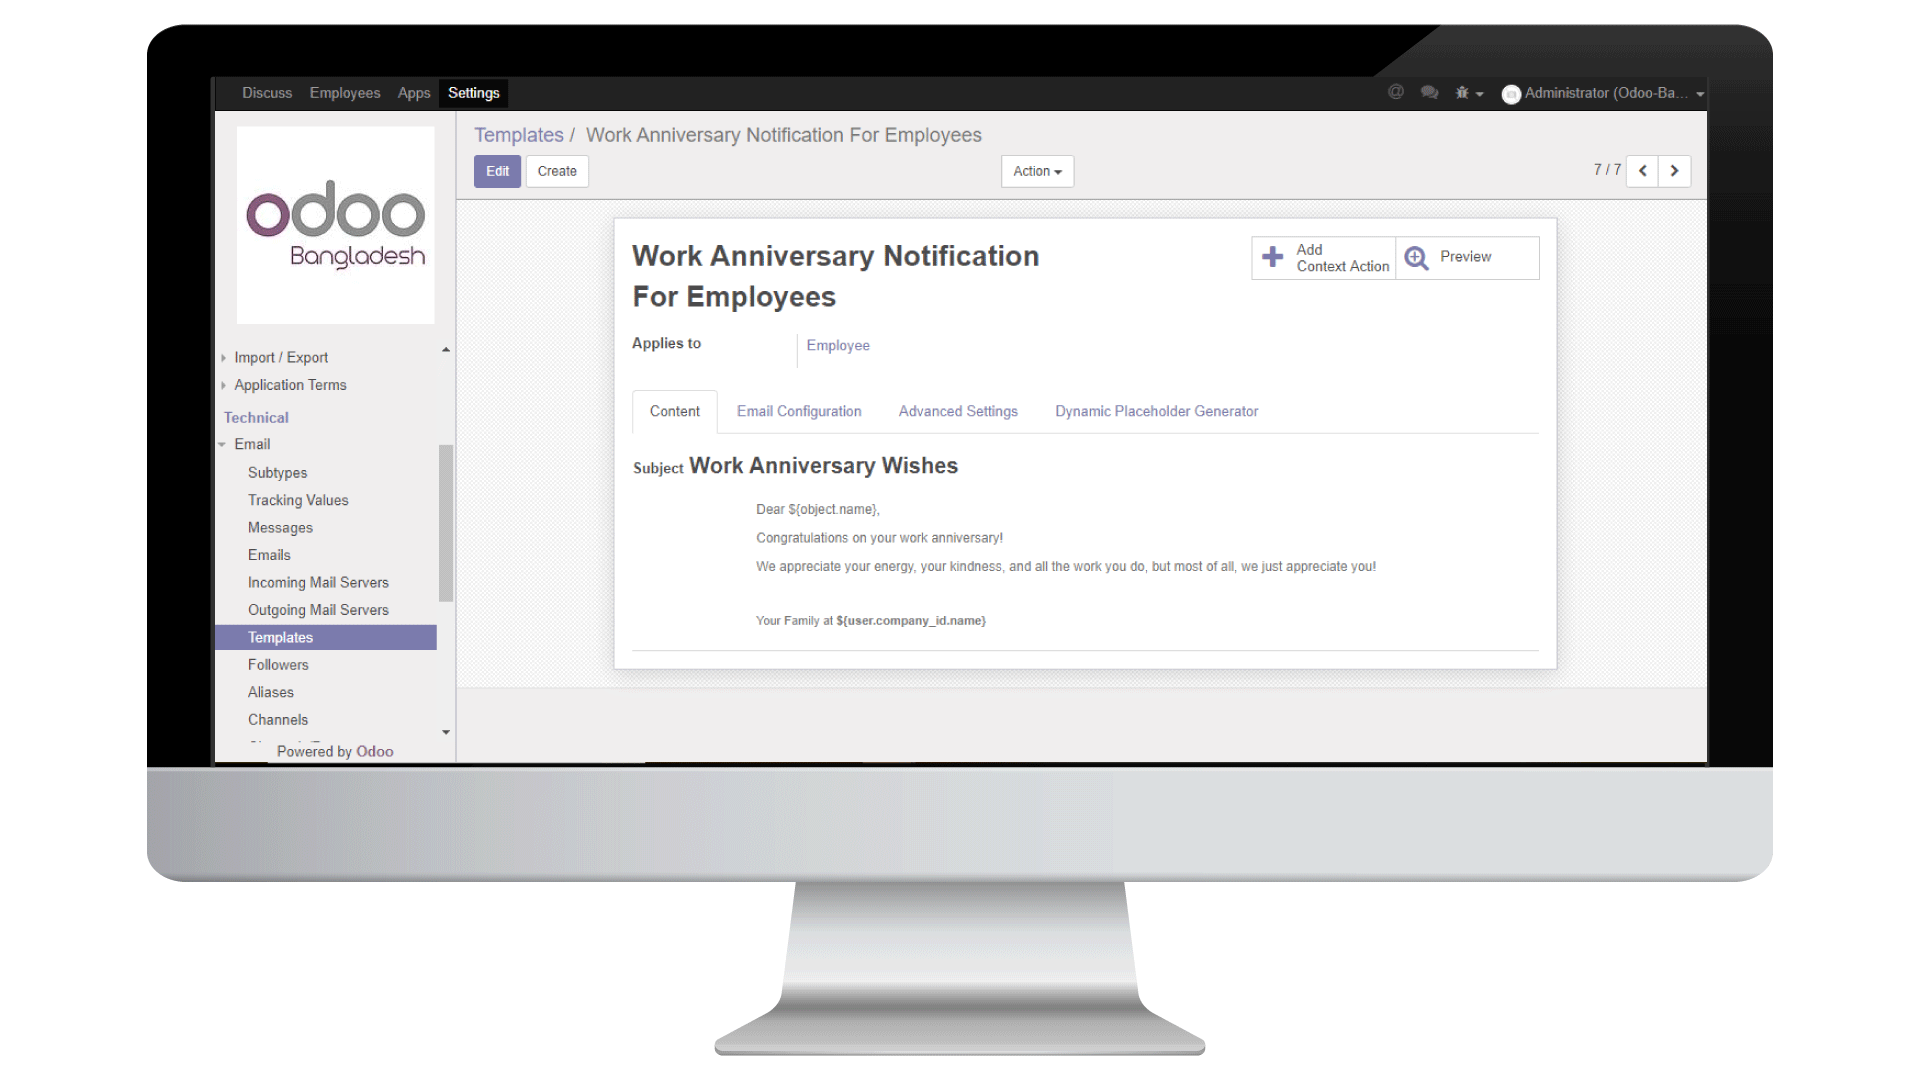 Discuss Employees Apps Settings
@ Administrator (Odoo-Ba...
odoo
Bangladesh
Import / Export
Application Terms
Technical
Email
Subtypes
Tracking Values
Messages
Emails
Incoming Mail Servers
Outgoing Mail Servers
Templates
Followers
Aliases
Channels
Powered by Odoo
Templates / Work Anniversary Notification For Employees
Edit Create Action 7 / 7
Work Anniversary Notification
For Employees
Add
Context Action
Preview
Applies to Employee
Content Email Configuration Advanced Settings Dynamic Placeholder Generator
Subject Work Anniversary Wishes
Dear ${object.name},
Congratulations on your work anniversary!
We appreciate your energy, your kindness, and all the work you do, but most of all, we just appreciate you!
Your Family at ${user.company_id.name}